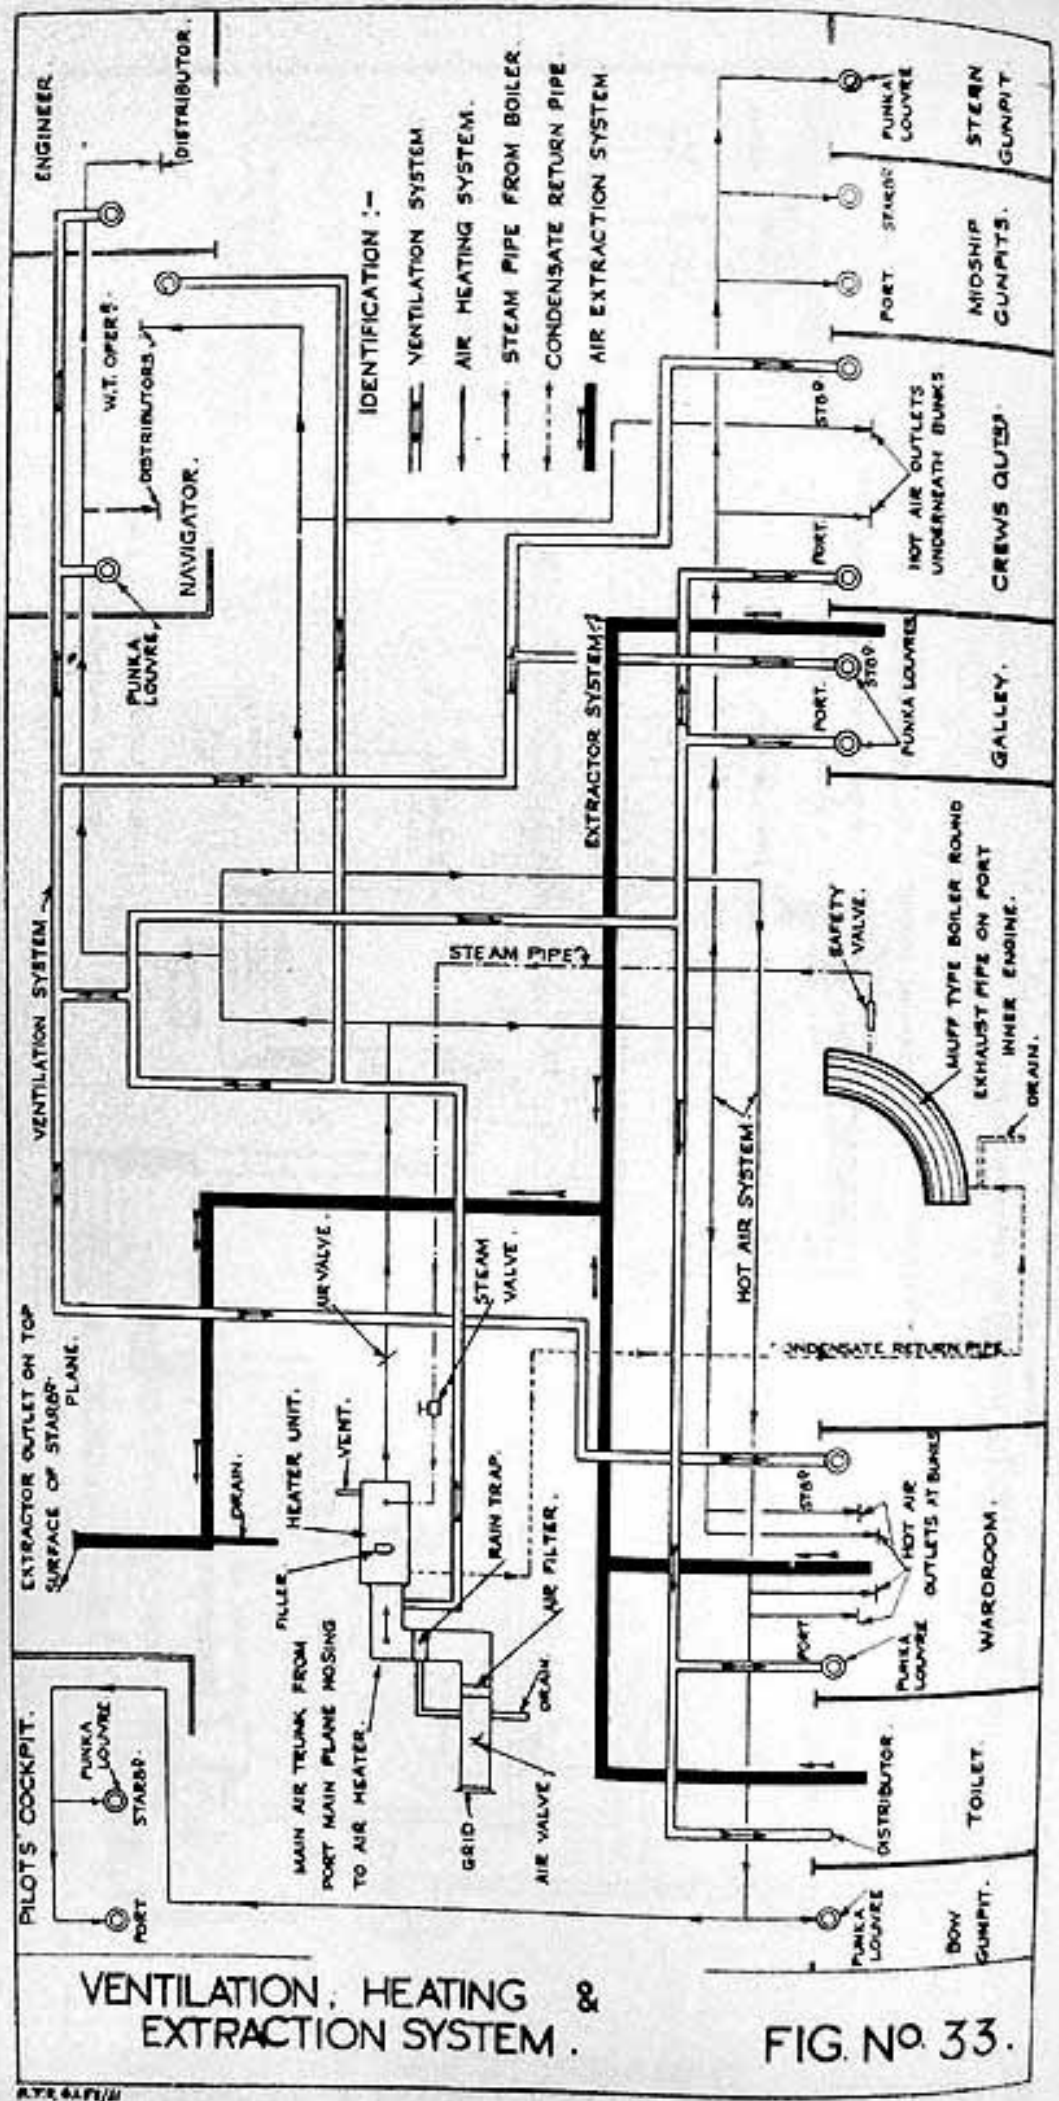 VENTILATION. HEATING &
EXTRACTION SYSTEM.
FIG. Nº 33.
PILOTS COCKPIT.
PUNKA
LOUVRE
PORT
STARBD.
EXTRACTOR OUTLET ON TOP
SURFACE OF STARBD.
PLANE.
DRAIN.
VENTILATION SYSTEM
PUNKA
LOUVRE.
NAVIGATOR.
DISTRIBUTORS.
W.T. OPERS.
ENGINEER
DISTRIBUTOR.
IDENTIFICATION :-
VENTILATION SYSTEM
AIR HEATING SYSTEM.
STEAM PIPE FROM BOILER.
CONDENSATE RETURN PIPE
AIR EXTRACTION SYSTEM
MAIN AIR TRUNK FROM
PORT MAIN PLANE NOSING
TO AIR HEATER.
FILLER
HEATER UNIT.
VENT.
AIR VALVE.
STEAM
VALVE.
STEAM PIPE
EXTRACTOR SYSTEM
GRID
AIR VALVE
DRAIN.
AIR FILTER.
RAIN TRAP.
HOT AIR SYSTEM.
CONDENSATE RETURN PIPE.
SAFETY
VALVE.
MUFF TYPE BOILER ROUND
EXHAUST PIPE ON PORT
INNER ENGINE.
DRAIN.
PUNKA
LOUVRE
BOW
GUNPIT.
DISTRIBUTOR.
TOILET.
PORT
STBD
PUNKA
LOUVRE
HOT AIR
OUTLETS AT BUNKS
WARDROOM.
PORT.
STBD.
PUNKA LOUVRES.
GALLEY.
PORT.
STBD.
HOT AIR OUTLETS
UNDERNEATH BUNKS
CREWS QUTRS.
PORT
STARBD
MIDSHIP
GUNPITS.
PUNKA
LOUVRE
STERN
GUNPIT.